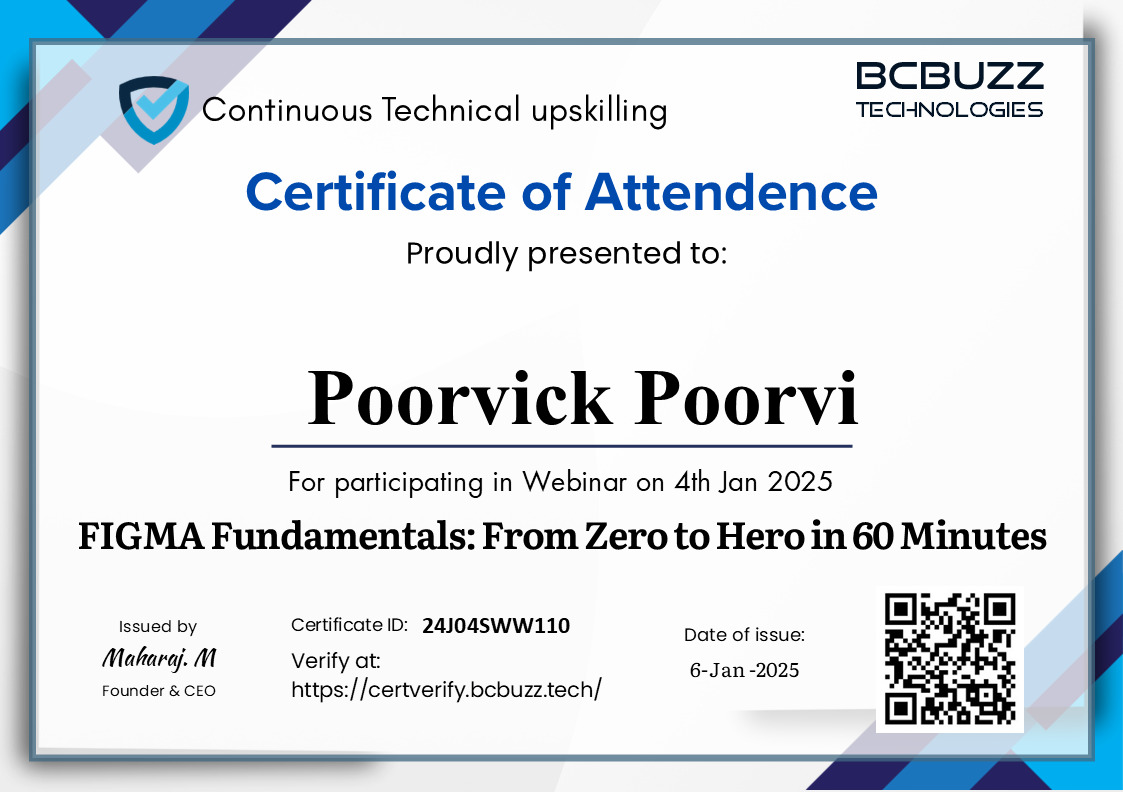 BCBUZZ
TECHNOLOGIES
Continuous Technical upskilling
Certificate of Attendence
Proudly presented to:
Poorvick Poorvi
For participating in Webinar on 4th Jan 2025
FIGMA Fundamentals: From Zero to Hero in 60 Minutes
Issued by
Maharaj. M
Founder & CEO
Certificate ID: 24J04SWW110
Verify at:
https://certverify.bcbuzz.tech/
Date of issue:
6-Jan -2025